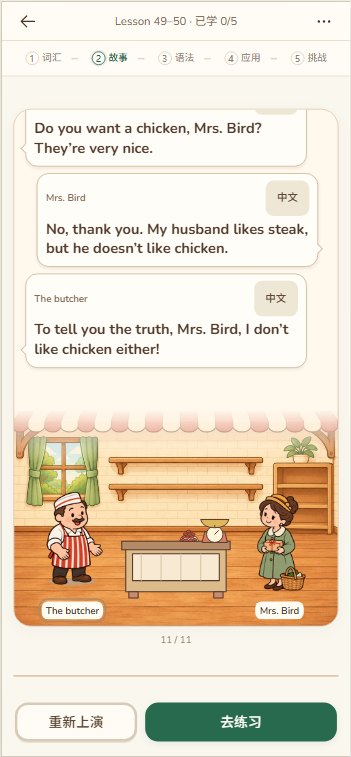 Lesson 49–50 · 已学 0/5
1 词汇 – 2 故事 – 3 语法 – 4 应用 – 5 挑战
Do you want a chicken, Mrs. Bird?
They’re very nice.
Mrs. Bird
中文
No, thank you. My husband likes steak,
but he doesn’t like chicken.
The butcher
中文
To tell you the truth, Mrs. Bird, I don’t
like chicken either!
The butcher
Mrs. Bird
11 / 11
重新上演
去练习